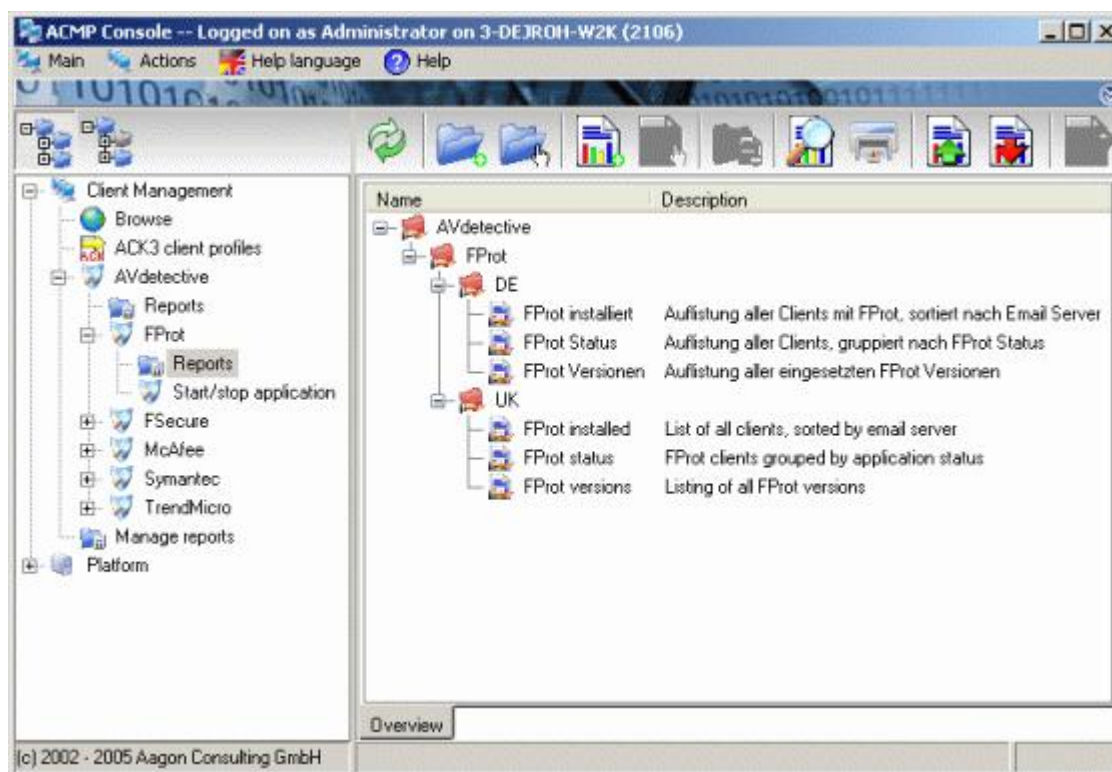 ACMP Console -- Logged on as Administrator on 3-DEJROH-W2K (2106)
Main Actions Help language Help
Client Management
Browse
ACK3 client profiles
AVdetective
Reports
FProt
Reports
Start/stop application
FSecure
McAfee
Symantec
TrendMicro
Manage reports
Platform
Name Description
AVdetective
FProt
DE
FProt installiert Auflistung aller Clients mit FProt, sortiert nach Email Server
FProt Status Auflistung aller Clients, gruppiert nach FProt Status
FProt Versionen Auflistung aller eingesetzten FProt Versionen
UK
FProt installed List of all clients, sorted by email server
FProt status FProt clients grouped by application status
FProt versions Listing of all FProt versions
Overview
(c) 2002 - 2005 Aagon Consulting GmbH